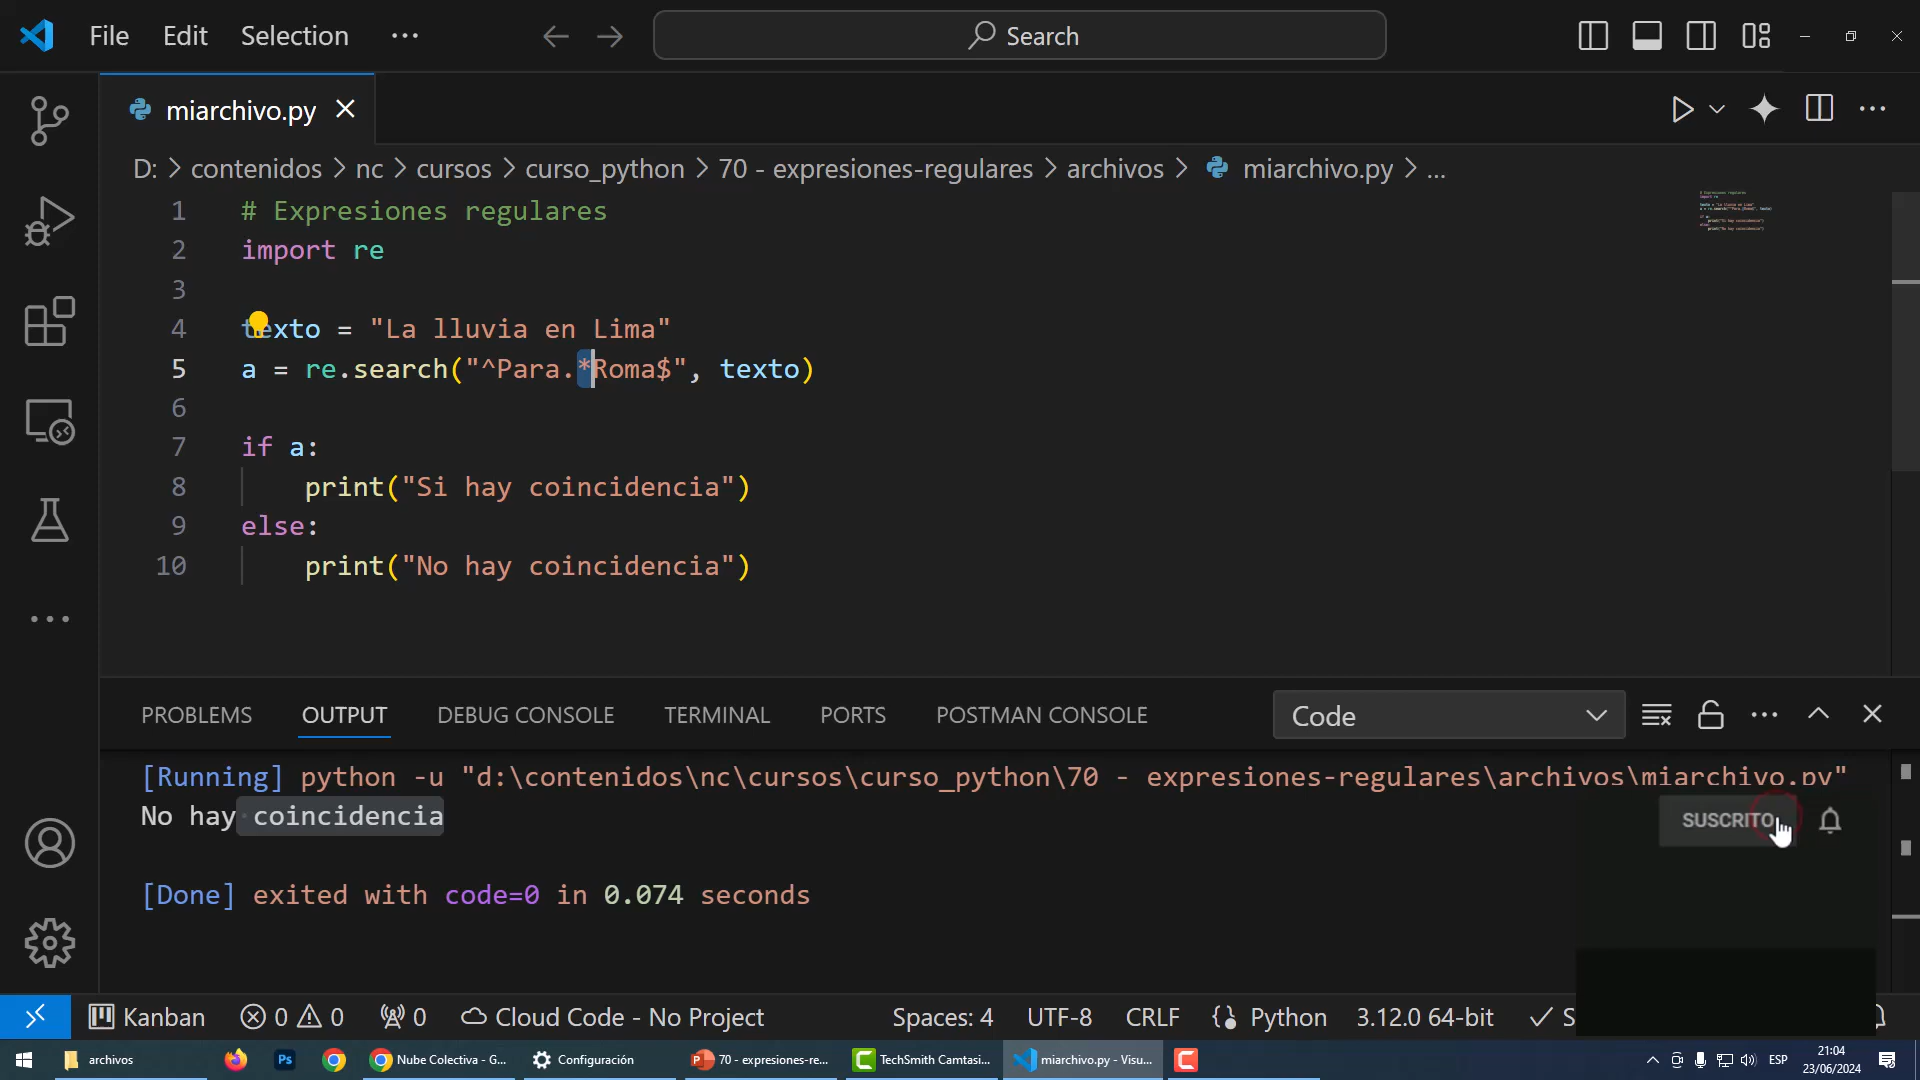 File Edit Selection ··· Search
miarchivo.py
D: > contenidos > nc > cursos > curso_python > 70 - expresiones-regulares > archivos > miarchivo.py > ...
1 # Expresiones regulares
2 import re
3
4 texto = "La lluvia en Lima"
5 a = re.search("^Para.*Roma$", texto)
6
7 if a:
8 print("Si hay coincidencia")
9 else:
10 print("No hay coincidencia")
PROBLEMS OUTPUT DEBUG CONSOLE TERMINAL PORTS POSTMAN CONSOLE Code
[Running] python -u "d:\contenidos\nc\cursos\curso_python\70 - expresiones-regulares\archivos\miarchivo.py"
No hay coincidencia
SUSCRITO
[Done] exited with code=0 in 0.074 seconds
Kanban 0 0 0 Cloud Code - No Project Spaces: 4 UTF-8 CRLF Python 3.12.0 64-bit S
archivos Ps Nube Colectiva - G... Configuración 70 - expresiones-re... TechSmith Camtasi... miarchivo.py - Visu... ESP 21:04
23/06/2024